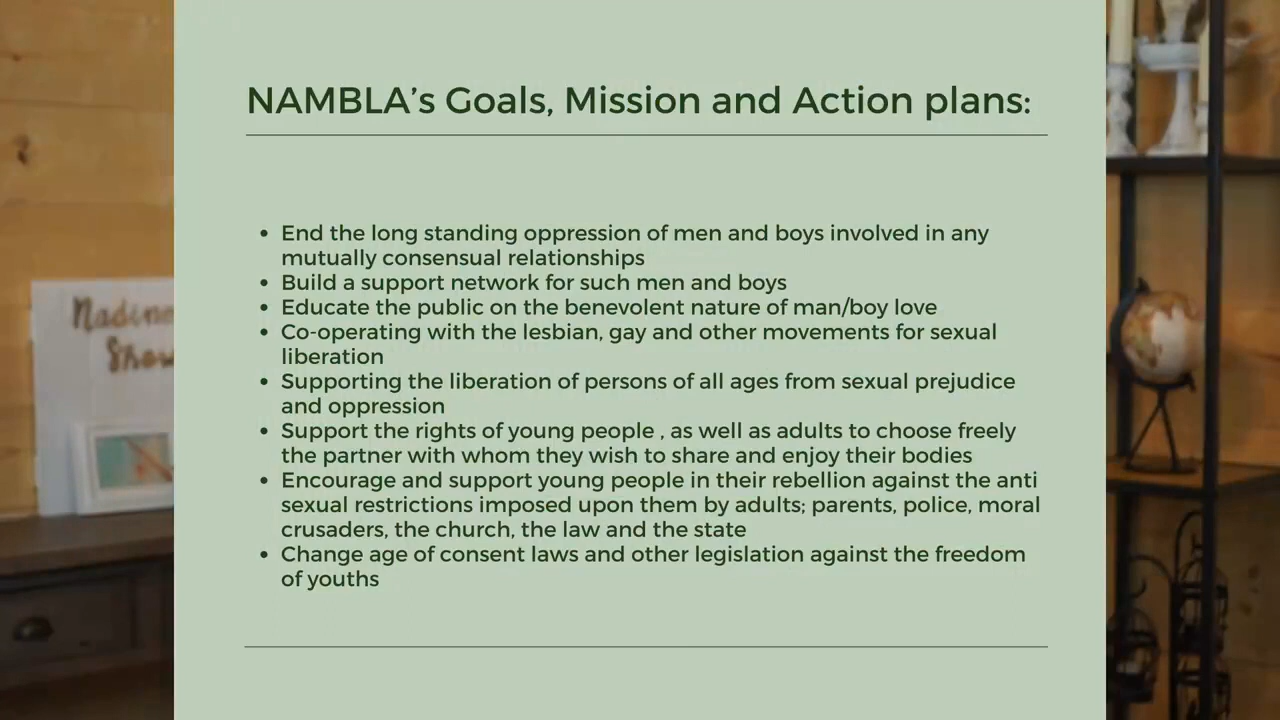 NAMBLA’s Goals, Mission and Action plans:
• End the long standing oppression of men and boys involved in any
mutually consensual relationships
• Build a support network for such men and boys
• Educate the public on the benevolent nature of man/boy love
• Co-operating with the lesbian, gay and other movements for sexual
liberation
• Supporting the liberation of persons of all ages from sexual prejudice
and oppression
• Support the rights of young people , as well as adults to choose freely
the partner with whom they wish to share and enjoy their bodies
• Encourage and support young people in their rebellion against the anti
sexual restrictions imposed upon them by adults; parents, police, moral
crusaders, the church, the law and the state
• Change age of consent laws and other legislation against the freedom
of youths